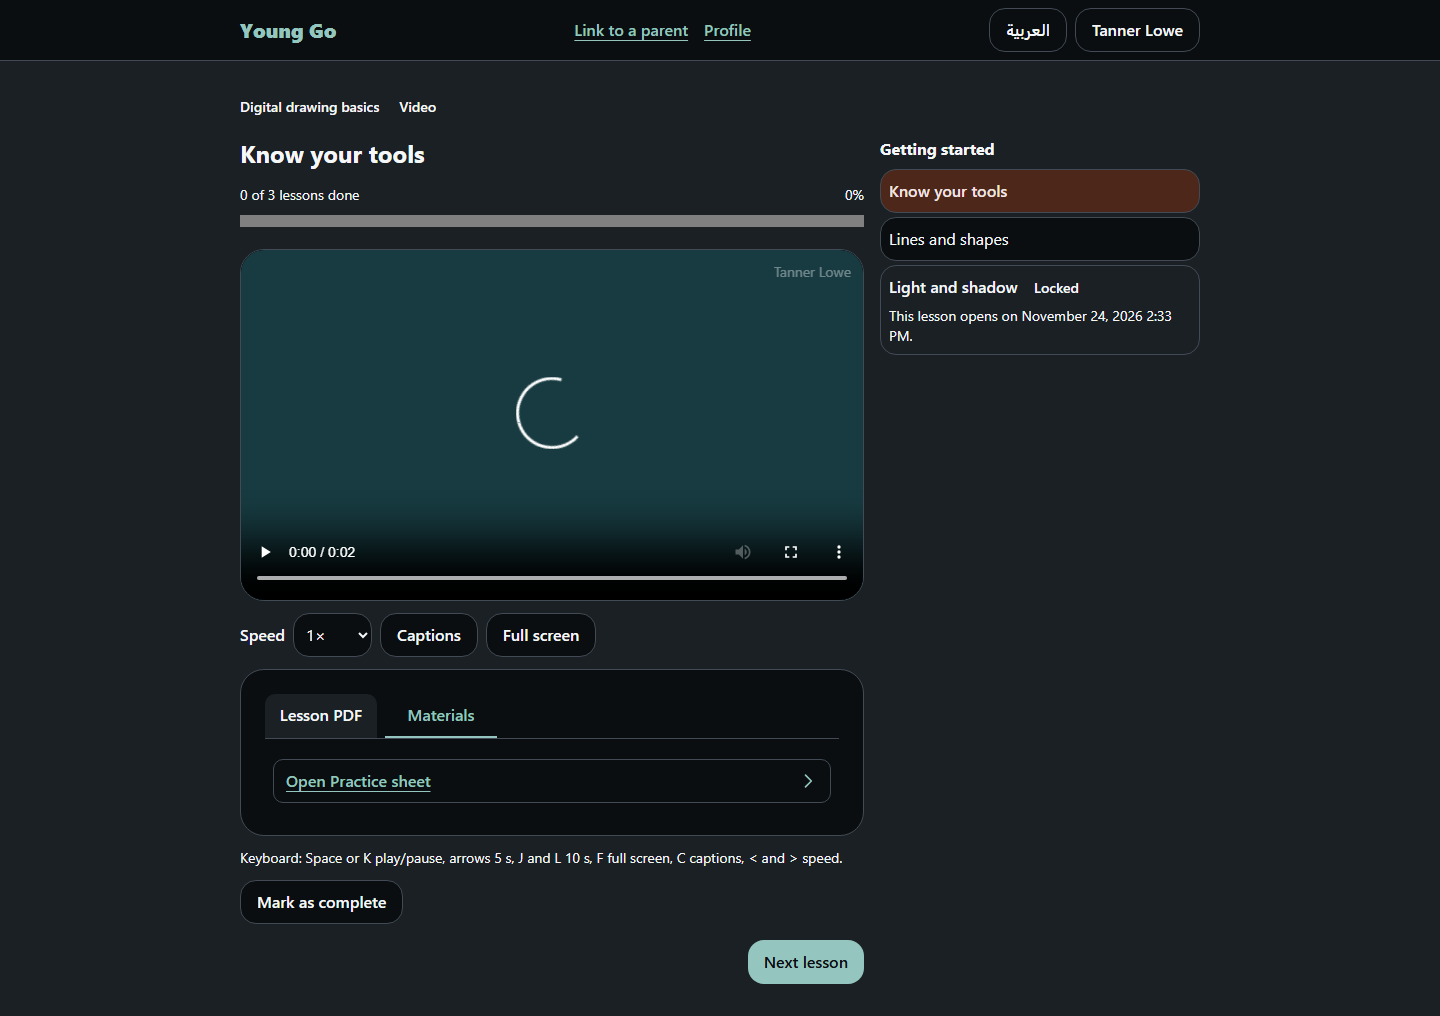 Young Go
Link to a parent
Profile
العربية
Tanner Lowe
Digital drawing basics
Video
Know your tools
0 of 3 lessons done
0%
Tanner Lowe
0:00 / 0:02
Speed
1×
Captions
Full screen
Lesson PDF
Materials
Open Practice sheet
Keyboard: Space or K play/pause, arrows 5 s, J and L 10 s, F full screen, C captions, < and > speed.
Mark as complete
Next lesson
Getting started
Know your tools
Lines and shapes
Light and shadow
Locked
This lesson opens on November 24, 2026 2:33
PM.